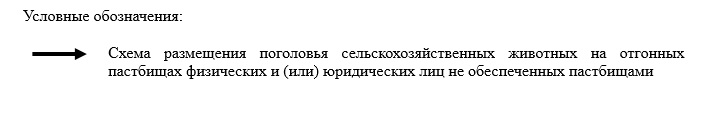 Условные обозначения:
Схема размещения поголовья сельскохозяйственных животных на отгонных
пастбищах физических и (или) юридических лиц не обеспеченных пастбищами